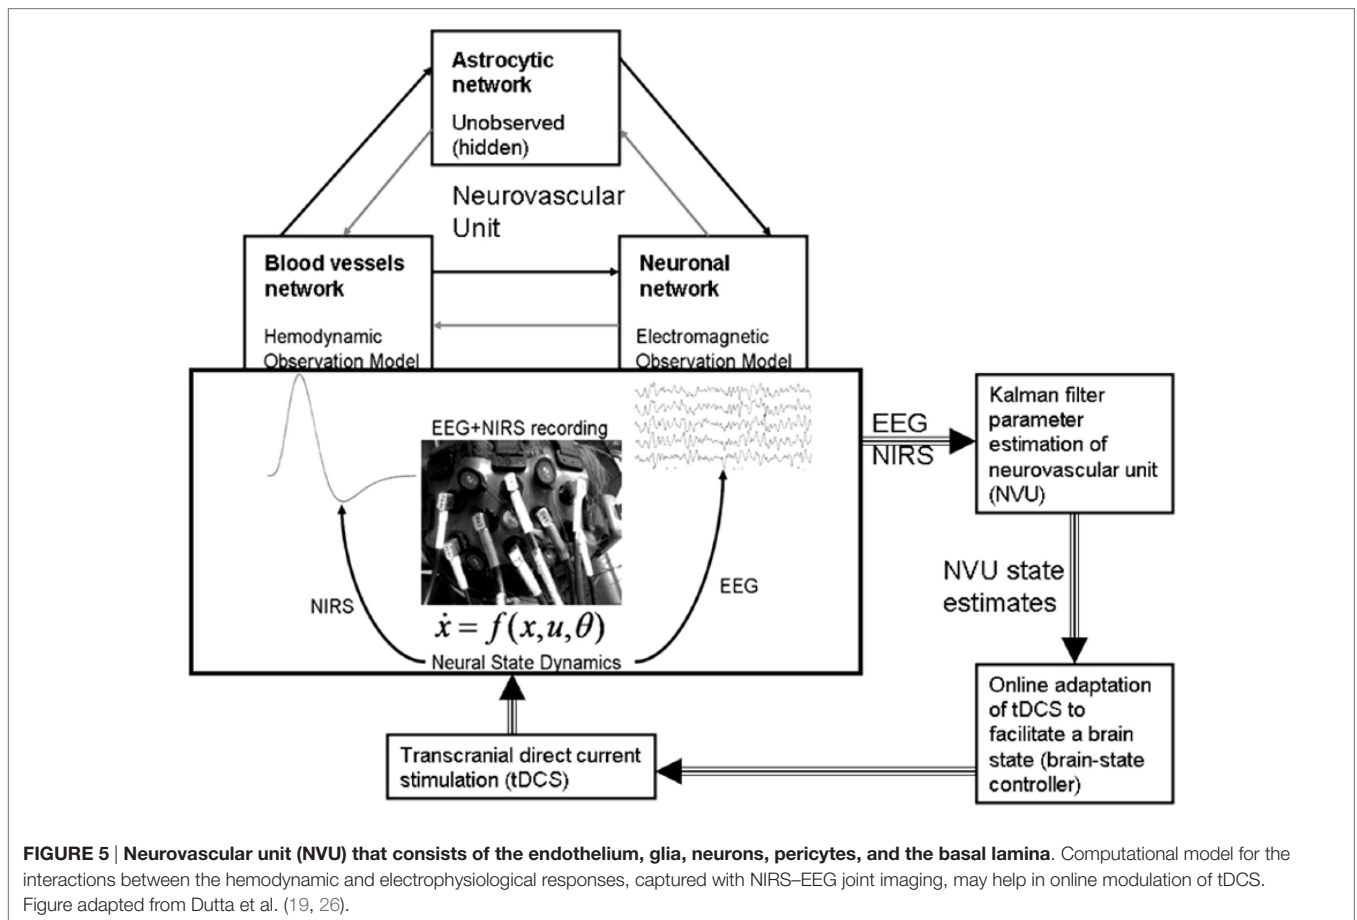 Astrocytic
network
Unobserved
(hidden)
Neurovascular
Unit
Blood vessels
network
Hemodynamic
Observation Model
Neuronal
network
Electromagnetic
Observation Model
EEG+NIRS recording
NIRS
EEG
ẋ = f(x,u,θ)
Neural State Dynamics
EEG
NIRS
Kalman filter
parameter
estimation of
neurovascular unit
(NVU)
NVU state
estimates
Online adaptation
of tDCS to
facilitate a brain
state (brain-state
controller)
Transcranial direct current
stimulation (tDCS)
FIGURE 5 | Neurovascular unit (NVU) that consists of the endothelium, glia, neurons, pericytes, and the basal lamina. Computational model for the
interactions between the hemodynamic and electrophysiological responses, captured with NIRS–EEG joint imaging, may help in online modulation of tDCS.
Figure adapted from Dutta et al. (19, 26).